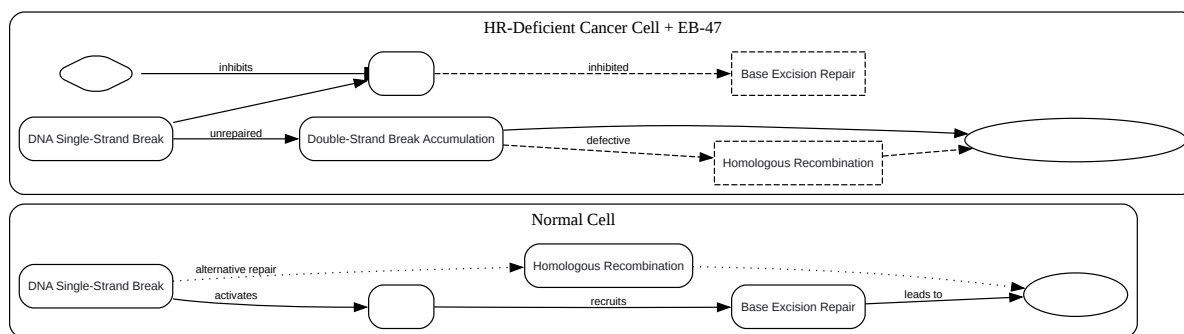 HR-Deficient Cancer Cell + EB-47
inhibits
inhibited
Base Excision Repair
DNA Single-Strand Break
unrepaired
Double-Strand Break Accumulation
defective
Homologous Recombination
Normal Cell
DNA Single-Strand Break
alternative repair
Homologous Recombination
activates
recruits
Base Excision Repair
leads to